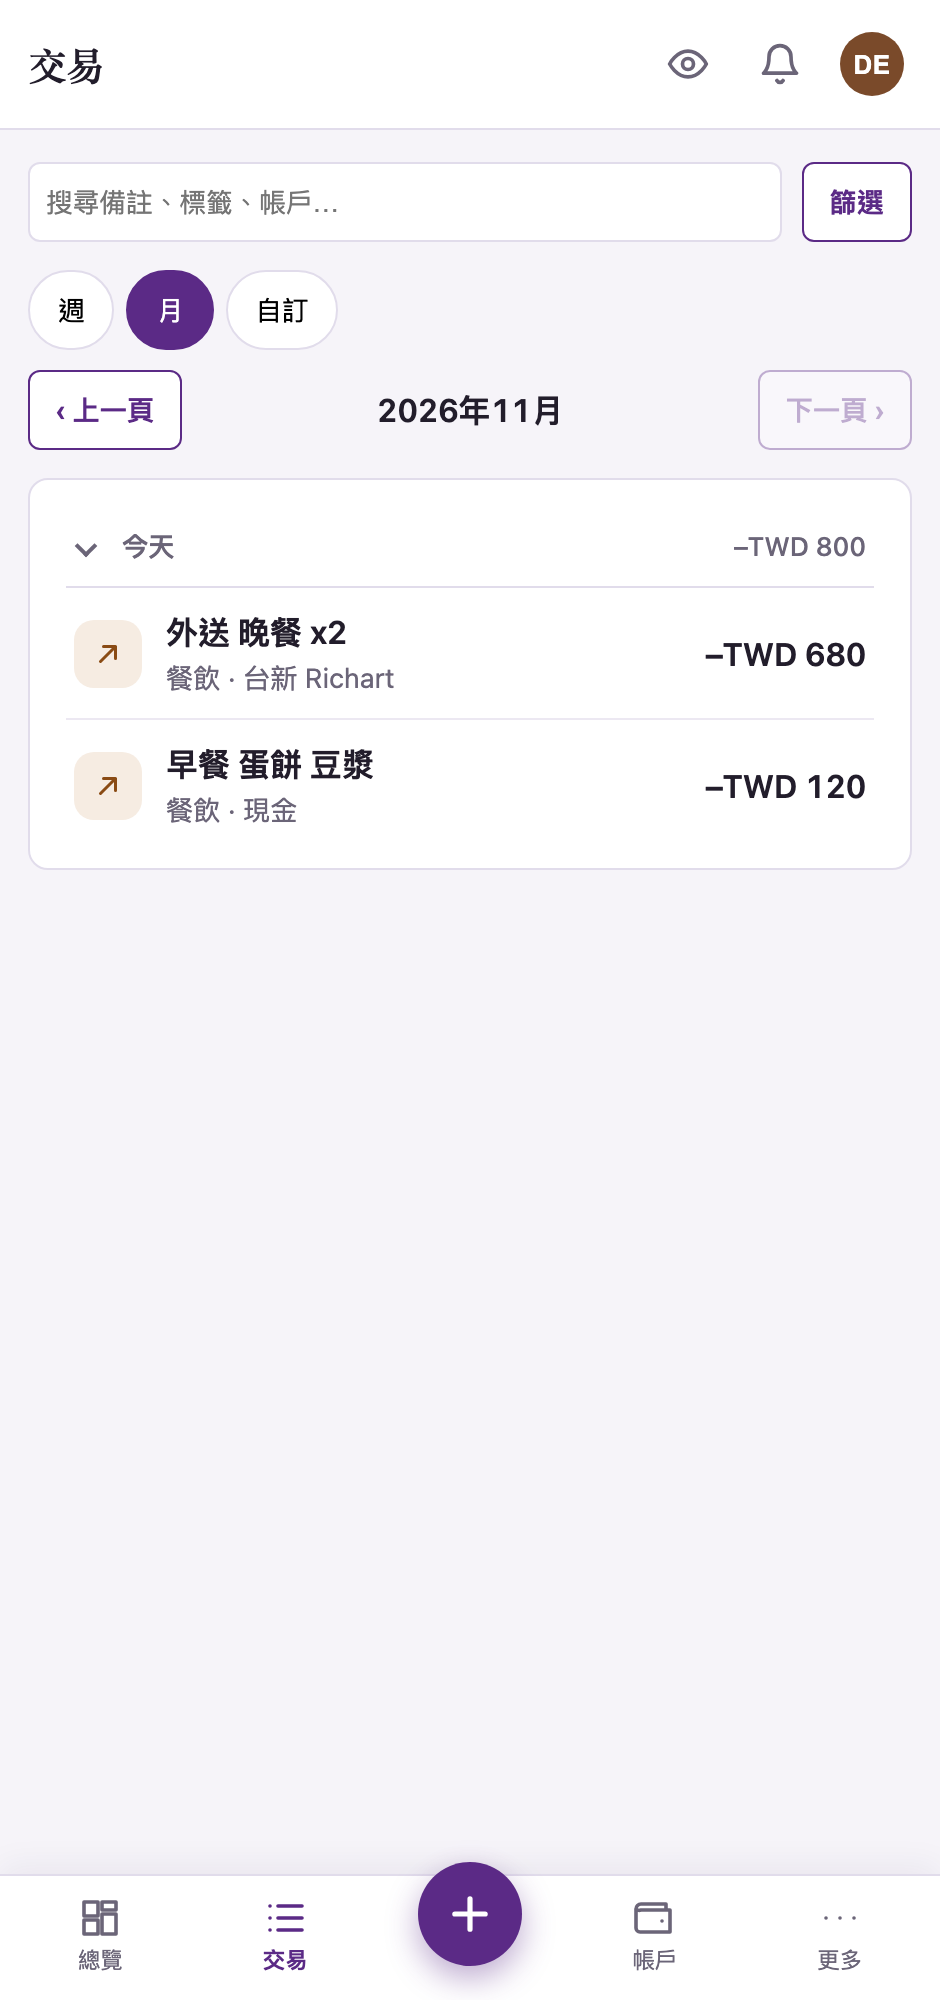 交易
DE
搜尋備註、標籤、帳戶...
篩選
週
月
自訂
‹ 上一頁
2026年11月
下一頁 ›
今天
–TWD 800
外送 晚餐 x2
餐飲 · 台新 Richart
–TWD 680
早餐 蛋餅 豆漿
餐飲 · 現金
–TWD 120
總覽
交易
帳戶
更多